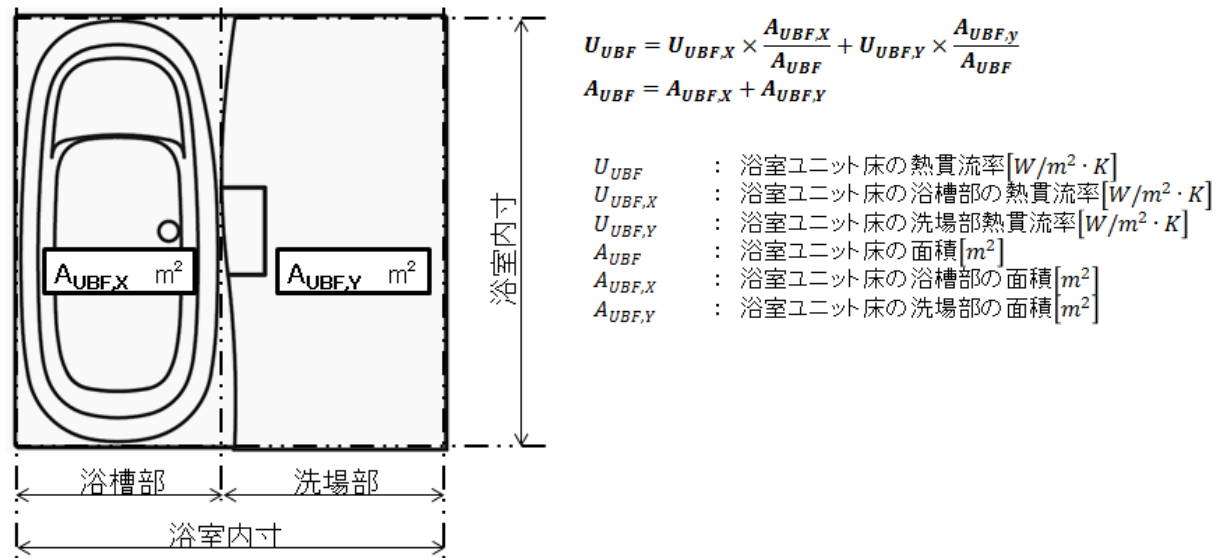 A_UBF,X m²
A_UBF,Y m²
浴室内寸
浴槽部
洗場部
浴室内寸
U_UBF = U_UBF,X × A_UBF,X / A_UBF + U_UBF,Y × A_UBF,y / A_UBF
A_UBF = A_UBF,X + A_UBF,Y
U_UBF : 浴室ユニット床の熱貫流率[W/m²・K]
U_UBF,X : 浴室ユニット床の浴槽部の熱貫流率[W/m²・K]
U_UBF,Y : 浴室ユニット床の洗場部熱貫流率[W/m²・K]
A_UBF : 浴室ユニット床の面積[m²]
A_UBF,X : 浴室ユニット床の浴槽部の面積[m²]
A_UBF,Y : 浴室ユニット床の洗場部の面積[m²]